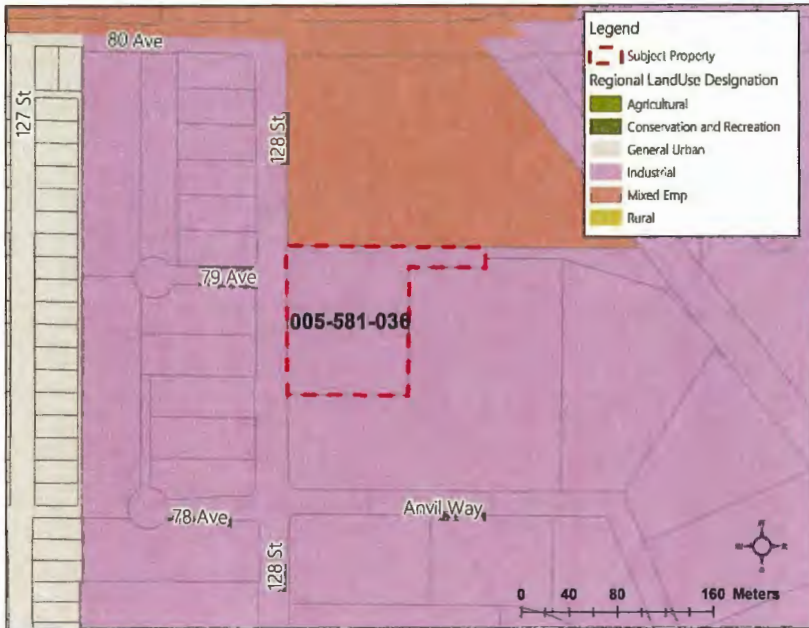 80 Ave
127 St
128 St
79 Ave
005-581-036
78 Ave
Anvil Way
128 St
Legend
Subject Property
Regional LandUse Designation
Agricultural
Conservation and Recreation
General Urban
Industrial
Mixed Emp
Rural
N
W
E
S
0 40 80 160 Meters